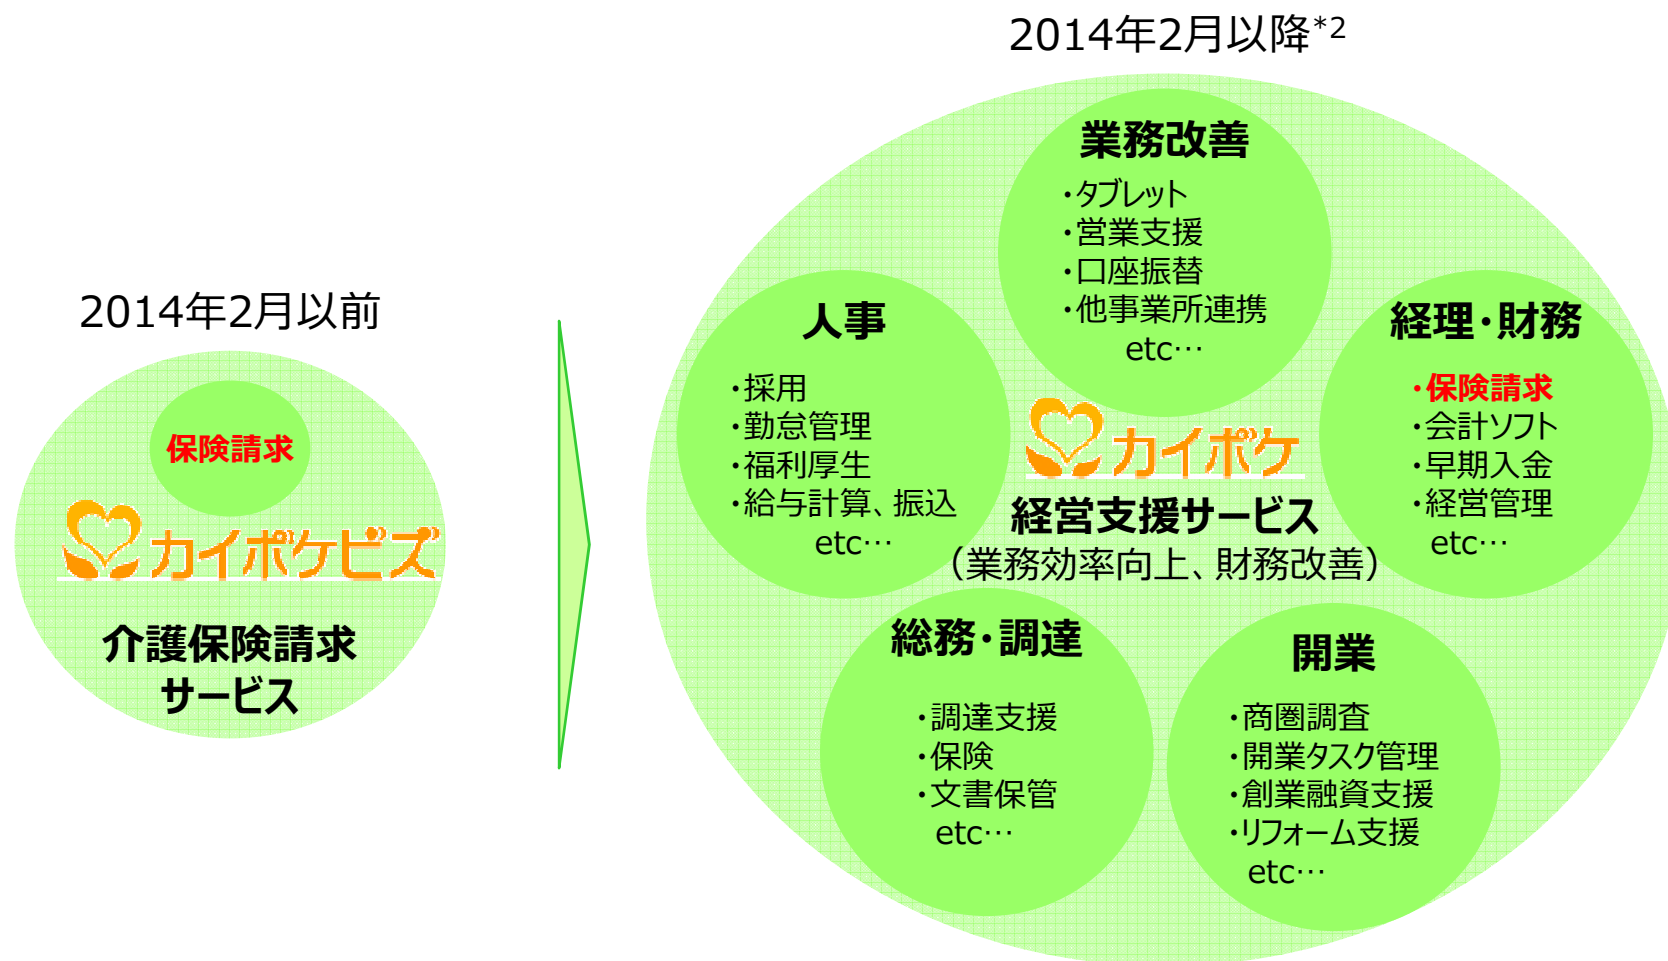 2014年2月以前
保険請求
カイポケビズ
介護保険請求
サービス
2014年2月以降*2
業務改善
・タブレット
・営業支援
・口座振替
・他事業所連携
etc…
人事
・採用
・勤怠管理
・福利厚生
・給与計算、振込
etc…
経理・財務
・保険請求
・会計ソフト
・早期入金
・経営管理
etc…
カイポケ
経営支援サービス
(業務効率向上、財務改善)
総務・調達
・調達支援
・保険
・文書保管
etc…
開業
・商圏調査
・開業タスク管理
・創業融資支援
・リフォーム支援
etc…